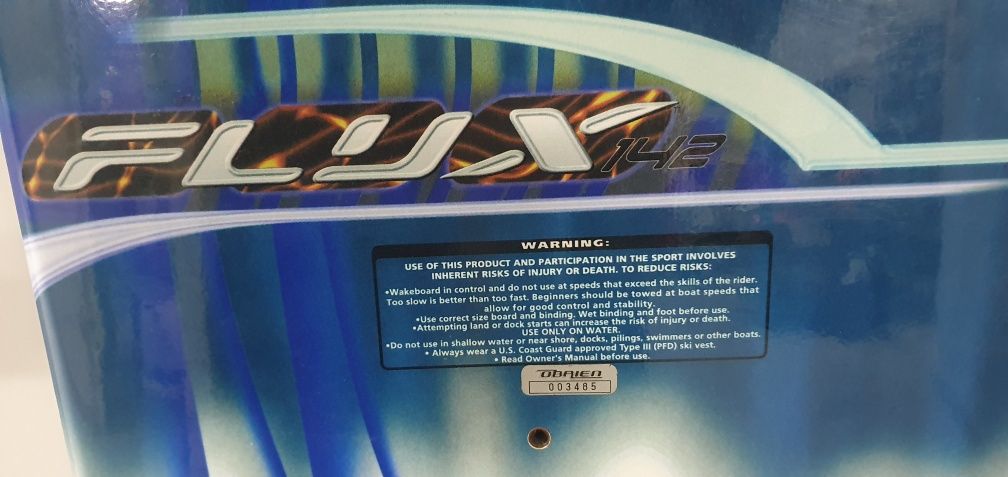 FLUX 142
WARNING:
USE OF THIS PRODUCT AND PARTICIPATION IN THE SPORT INVOLVES
INHERENT RISKS OF INJURY OR DEATH. TO REDUCE RISKS:
•Wakeboard in control and do not use at speeds that exceed the skills of the rider.
Too slow is better than too fast. Beginners should be towed at boat speeds that
allow for good control and stability.
•Use correct size board and binding. Wet binding and foot before use.
•Attempting land or dock starts can increase the risk of injury or death.
USE ONLY ON WATER.
•Do not use in shallow water or near shore, docks, pilings, swimmers or other boats.
• Always wear a U.S. Coast Guard approved Type III (PFD) ski vest.
• Read Owner's Manual before use.
OBRIEN
003485